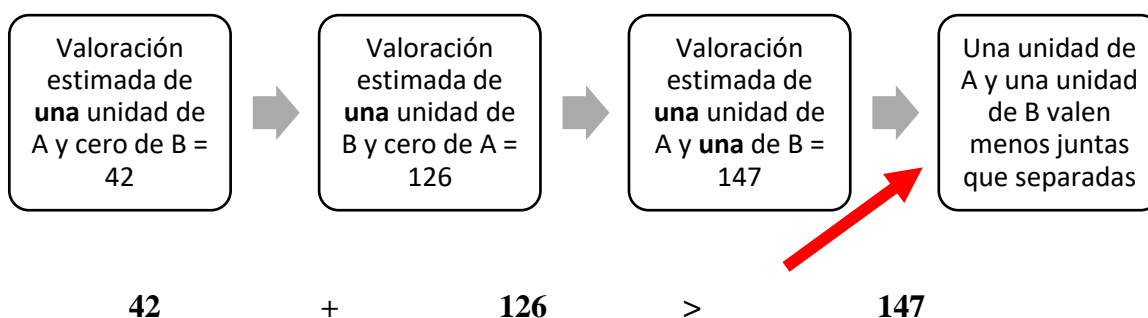 Valoración
estimada de
una unidad de
A y cero de B =
42
Valoración
estimada de
una unidad de
B y cero de A =
126
Valoración
estimada de
una unidad de
A y una de B =
147
Una unidad de
A y una unidad
de B valen
menos juntas
que separadas
42 + 126 > 147